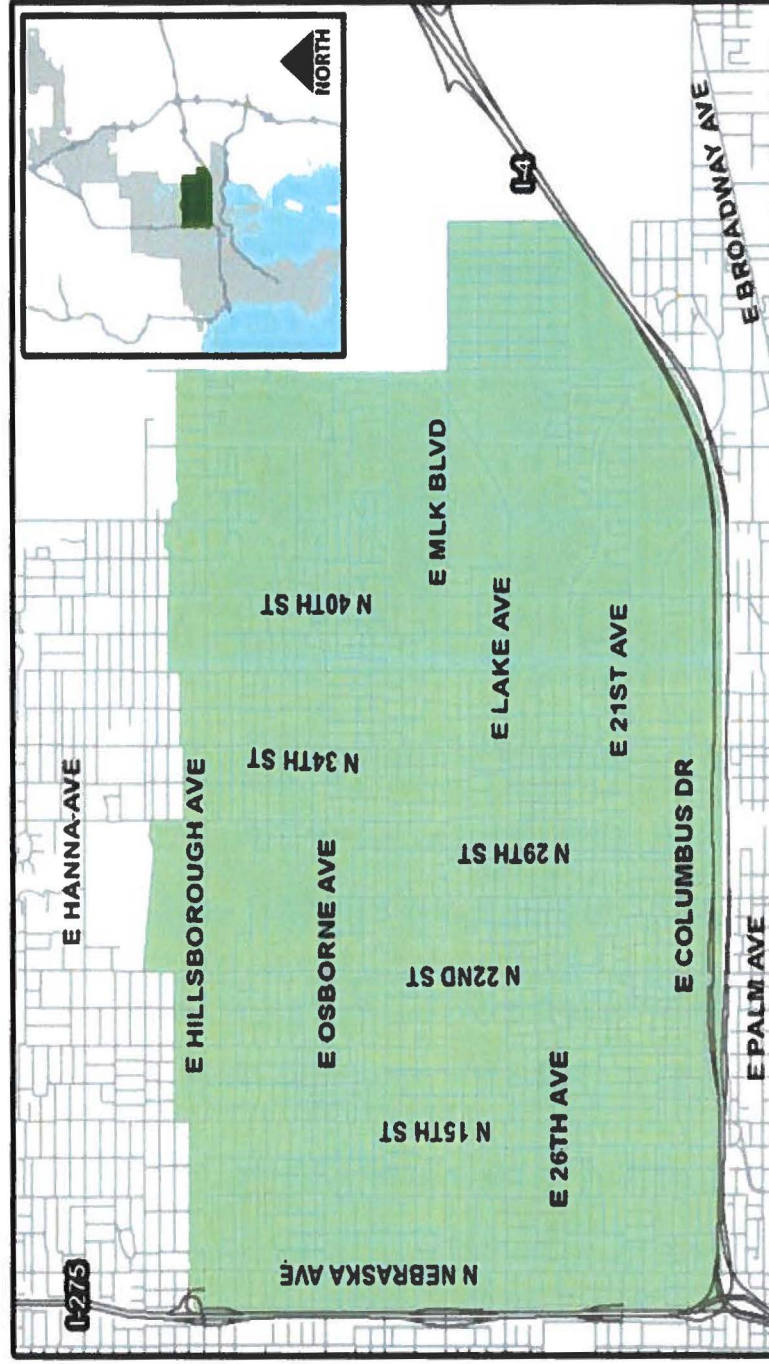 NORTH
I-275
E HANNA-AVE
E HILLSBOROUGH AVE
E OSBORNE AVE
N 34TH ST
N 40TH ST
E MLK BLVD
I-4
N NEBRASKA AVE
N 15TH ST
N 22ND ST
N 29TH ST
E LAKE AVE
E 26TH AVE
E 21ST AVE
E COLUMBUS DR
E BROADWAY AVE
E PALM AVE